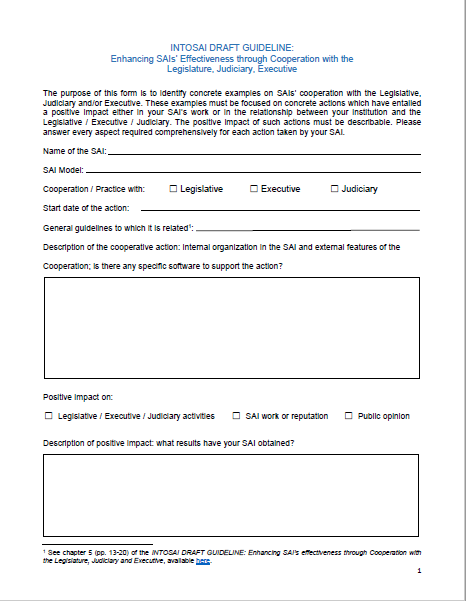 INTOSAI DRAFT GUIDELINE:
Enhancing SAIs' Effectiveness through Cooperation with the
Legislature, Judiciary, Executive
The purpose of this form is to identify concrete examples on SAIs' cooperation with the Legislative,
Judiciary and/or Executive. These examples must be focused on concrete actions which have entailed
a positive impact either in your SAI's work or in the relationship between your institution and the
Legislative / Executive / Judiciary. The positive impact of such actions must be describable. Please
answer every aspect required comprehensively for each action taken by your SAI.
Name of the SAI:
SAI Model:
Cooperation / Practice with: ☐ Legislative ☐ Executive ☐ Judiciary
Start date of the action:
General guidelines to which it is related¹:
Description of the cooperative action: internal organization in the SAI and external features of the
Cooperation; is there any specific software to support the action?
Positive impact on:
☐ Legislative / Executive / Judiciary activities ☐ SAI work or reputation ☐ Public opinion
Description of positive impact: what results have your SAI obtained?
¹ See chapter 5 (pp. 13-20) of the INTOSAI DRAFT GUIDELINE: Enhancing SAI's effectiveness through Cooperation with
the Legislature, Judiciary and Executive, available here.
1